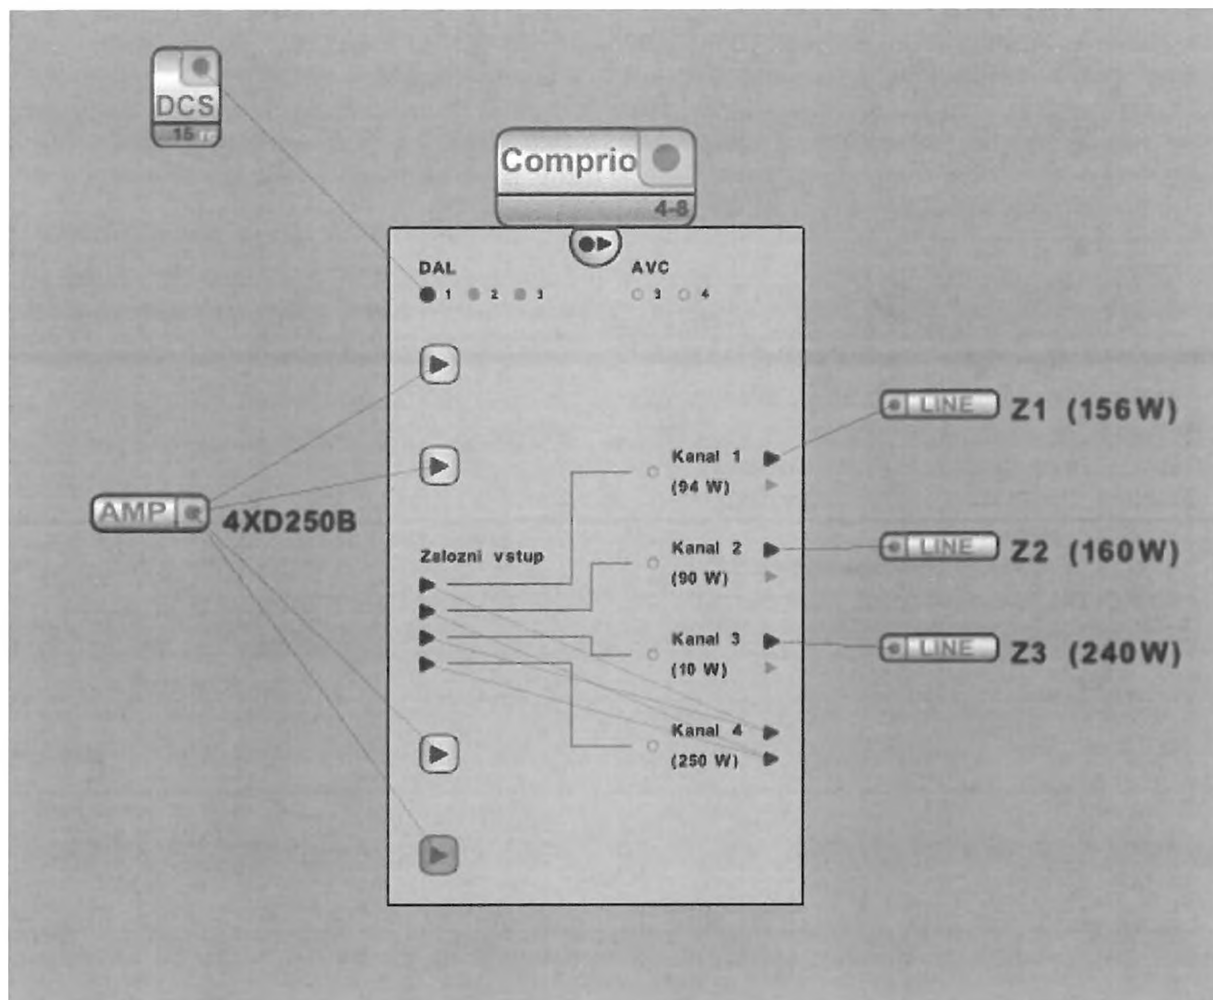 DCS
15
Comprio
4-8
DAL
1 2 3
AVC
3 4
AMP
4XD250B
Zalozni vstup
Kanal 1
(94 W)
Kanal 2
(90 W)
Kanal 3
(10 W)
Kanal 4
(250 W)
LINE Z1 (156W)
LINE Z2 (160W)
LINE Z3 (240W)